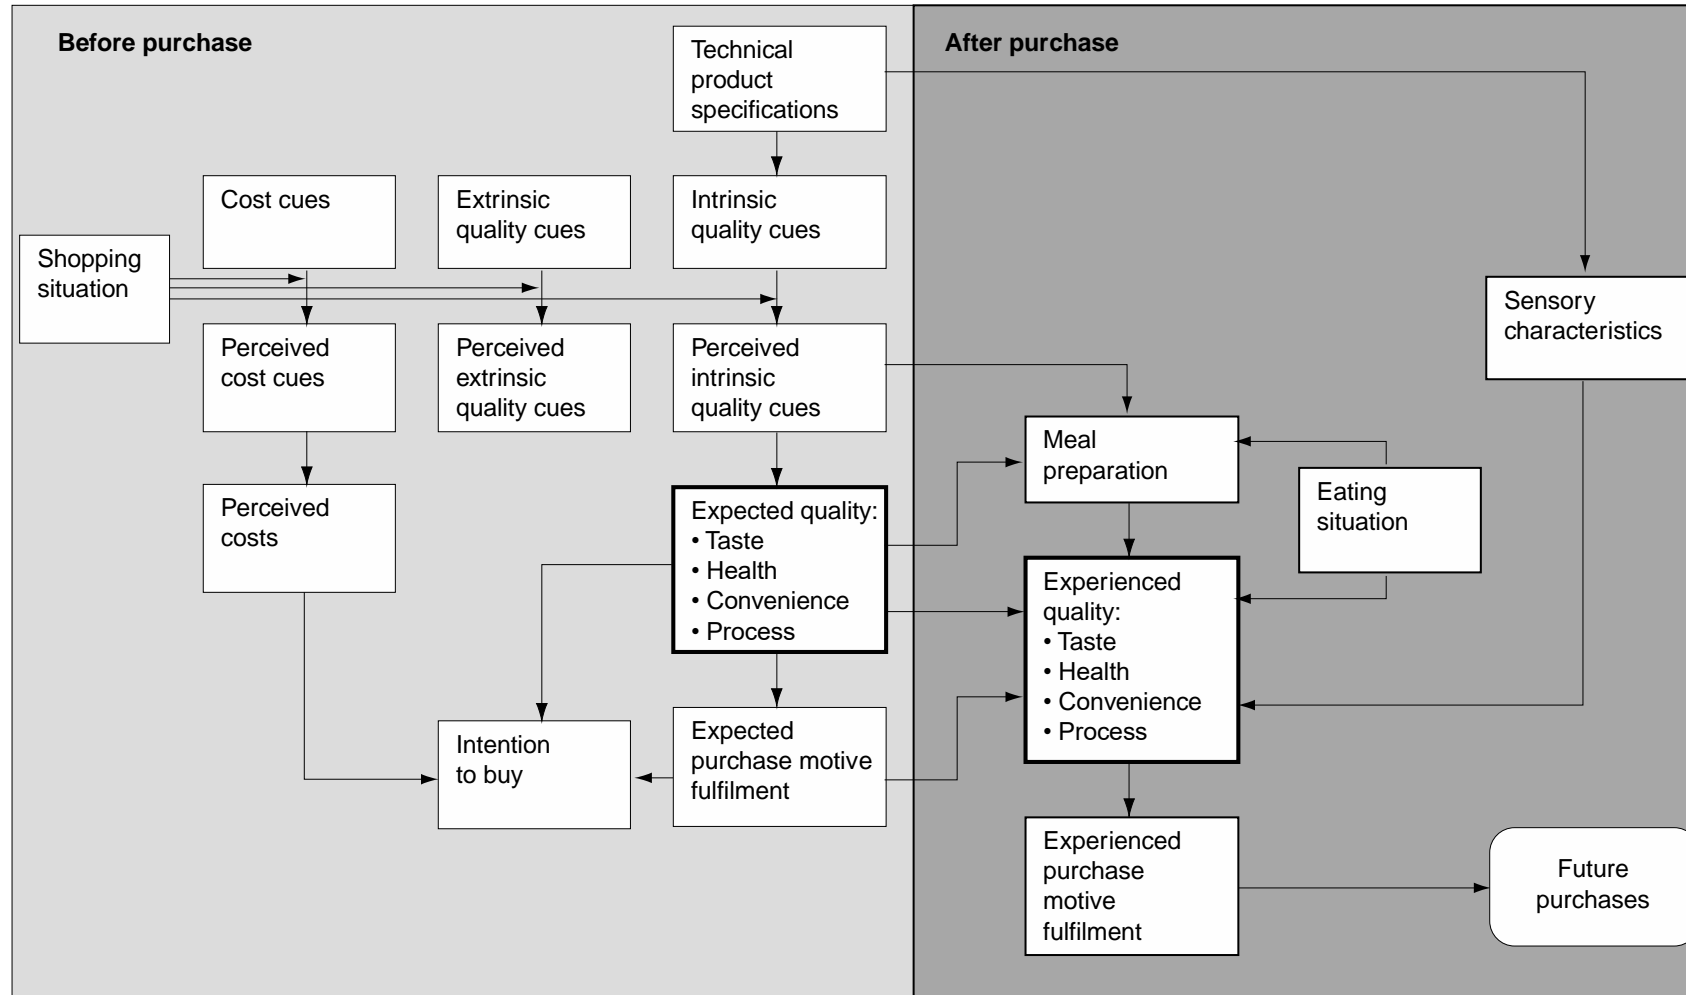 Before purchase
After purchase
Technical
product
specifications
Cost cues
Extrinsic
quality cues
Intrinsic
quality cues
Shopping
situation
Sensory
characteristics
Perceived
cost cues
Perceived
extrinsic
quality cues
Perceived
intrinsic
quality cues
Meal
preparation
Eating
situation
Perceived
costs
Expected quality:
• Taste
• Health
• Convenience
• Process
Experienced
quality:
• Taste
• Health
• Convenience
• Process
Intention
to buy
Expected
purchase motive
fulfilment
Experienced
purchase
motive
fulfilment
Future
purchases